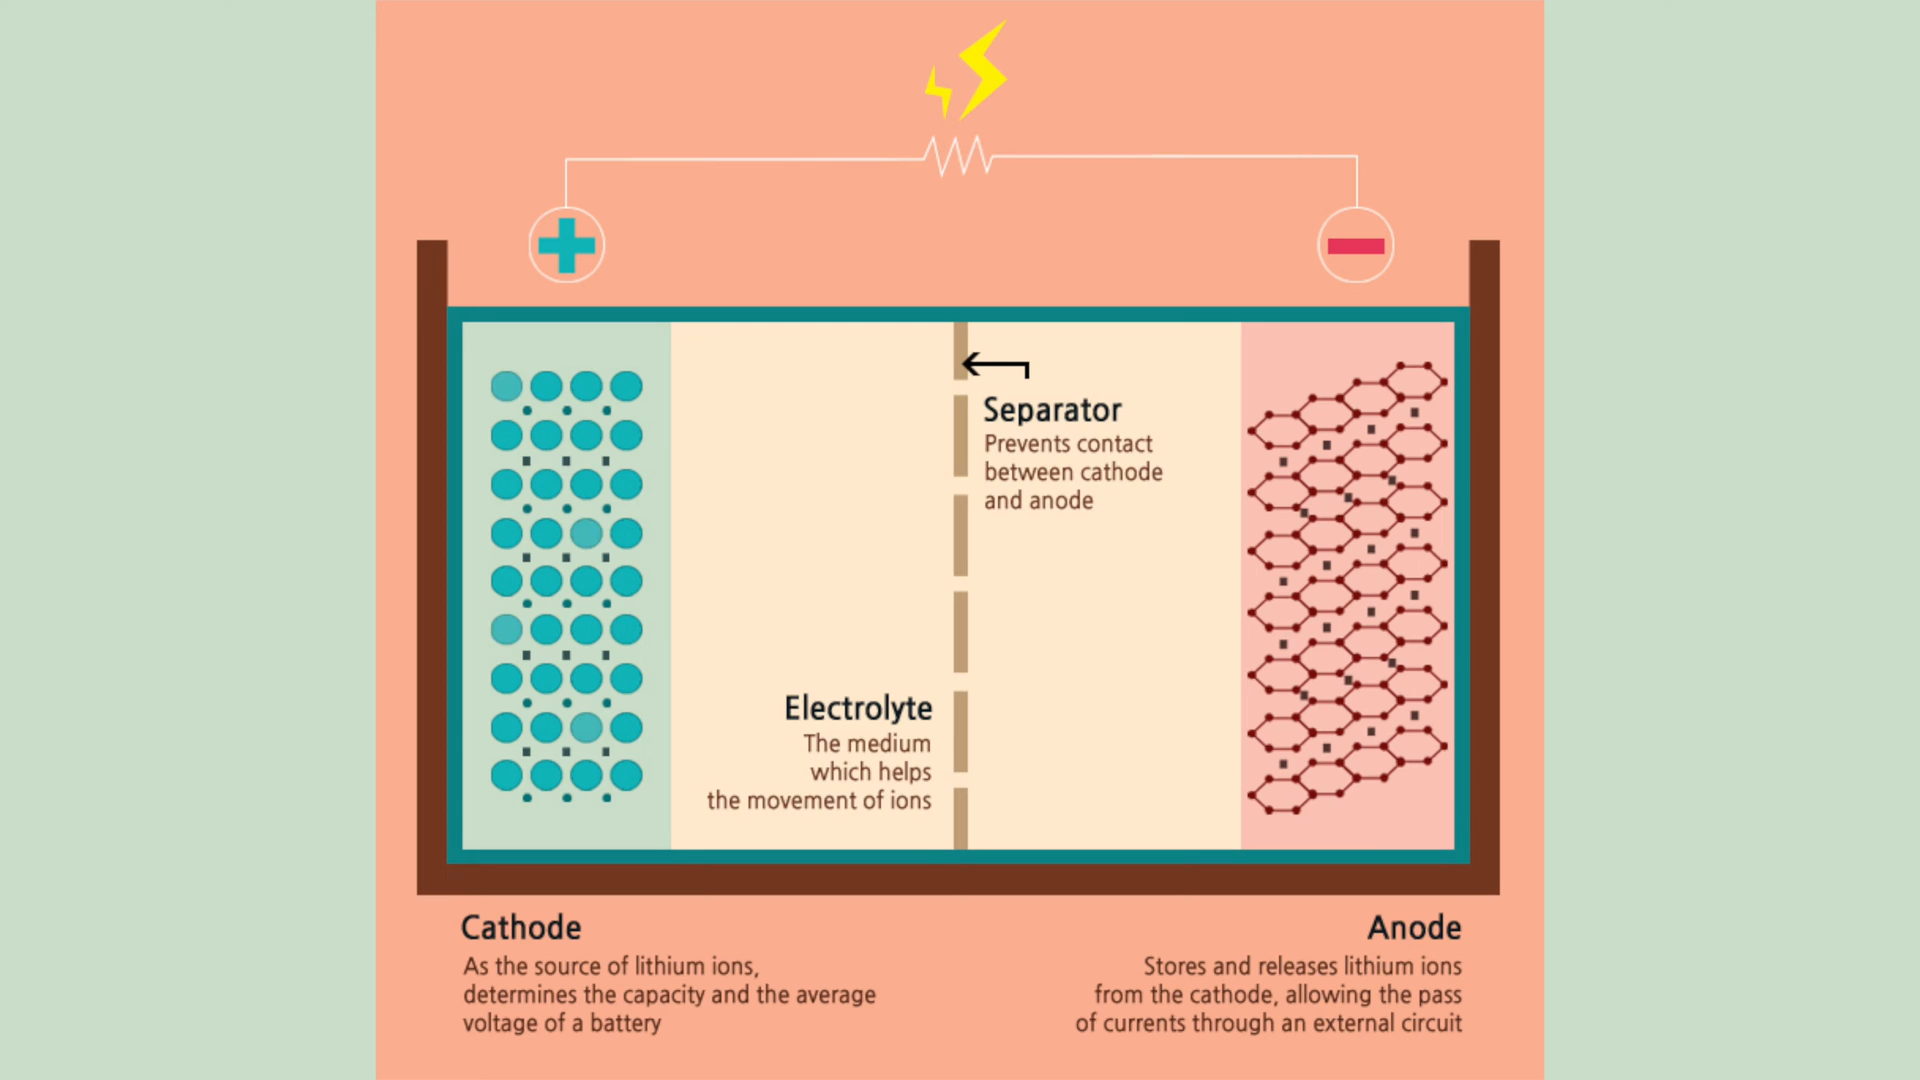 Separator
Prevents contact
between cathode
and anode
Electrolyte
The medium
which helps
the movement of ions
Cathode
As the source of lithium ions,
determines the capacity and the average
voltage of a battery
Anode
Stores and releases lithium ions
from the cathode, allowing the pass
of currents through an external circuit